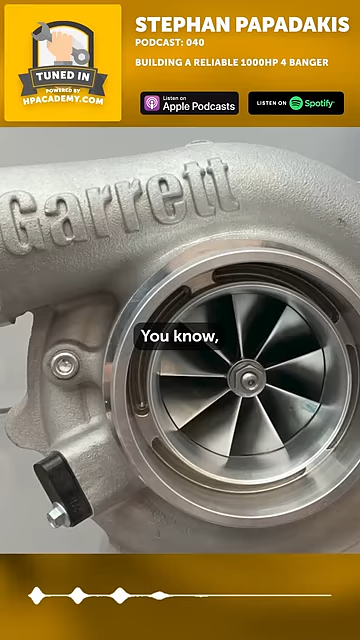 STEPHAN PAPADAKIS
PODCAST: 040
BUILDING A RELIABLE 1000HP 4 BANGER
TUNED IN
POWERED BY
HPACADEMY.COM
Listen on
Apple Podcasts
LISTEN ON
Spotify
Garrett
You know,